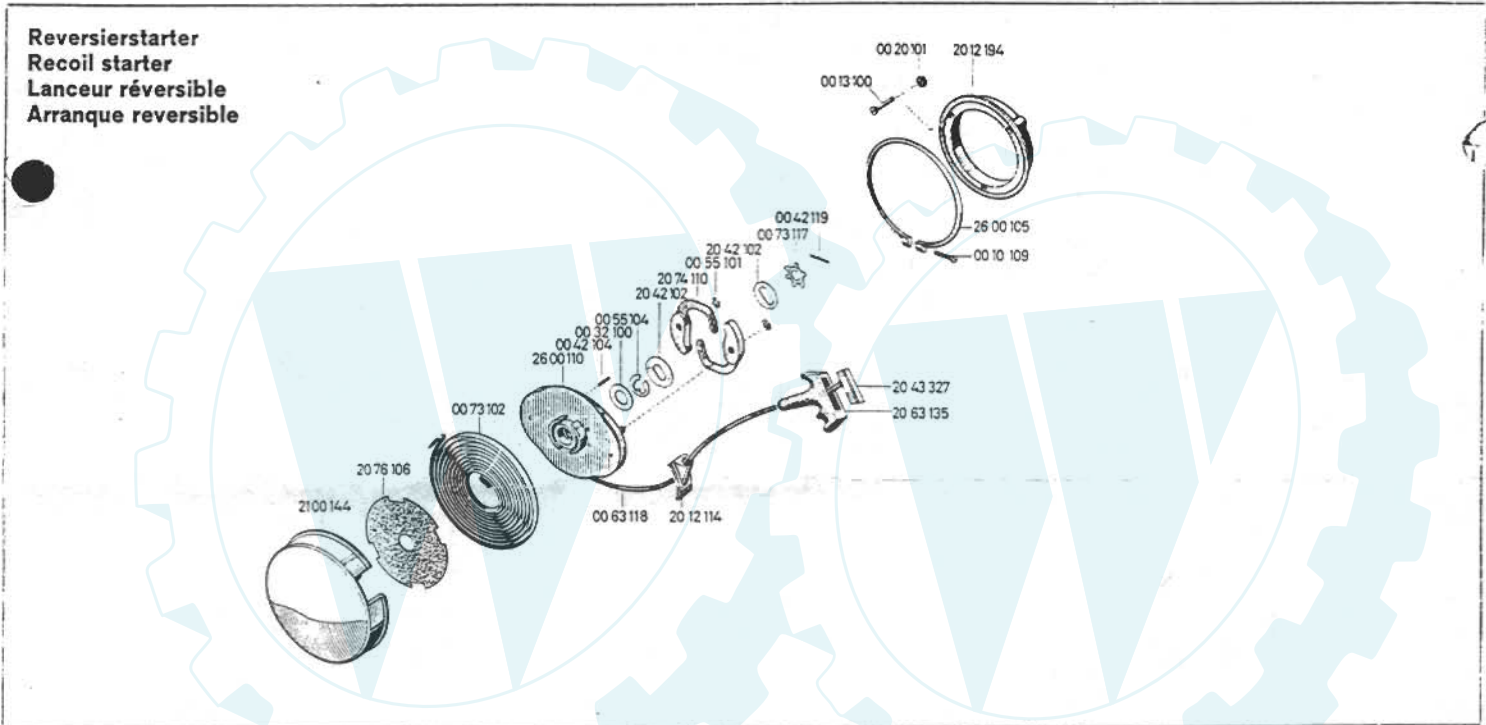 Reversierstarter
Recoil starter
Lanceur réversible
Arranque reversible
00 20 101
20 12 194
00 13 100
00 42 119
00 73 117
20 42 102
00 55 101
20 74 110
20 42 102
00 55 104
00 32 100
00 42 104
26 00 110
26 00 105
00 10 109
20 43 327
20 63 135
00 73 102
20 76 106
21 00 144
00 63 118
20 12 114